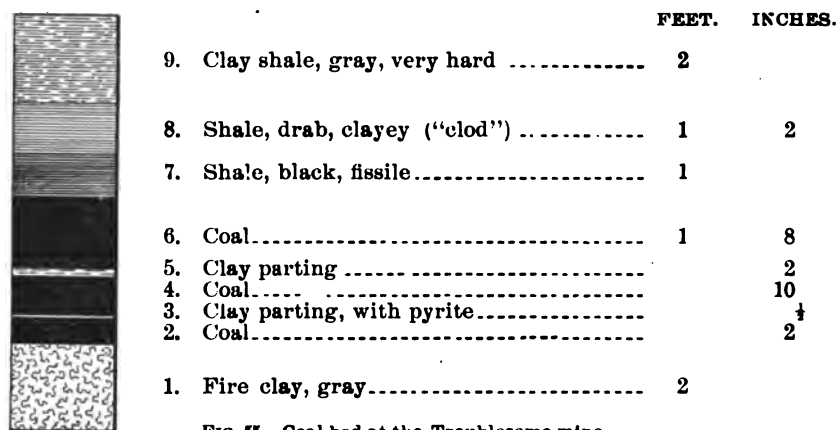 FEET. INCHES.
9. Clay shale, gray, very hard .............. 2
8. Shale, drab, clayey ("clod") ............. 1 2
7. Shale, black, fissile.................... 1
6. Coal.................................... 1 8
5. Clay parting ............................ 2
4. Coal..... ............................ 10
3. Clay parting, with pyrite................ ½
2. Coal.................................... 2
1. Fire clay, gray......................... 2
Coal bed at the Troublesome mine